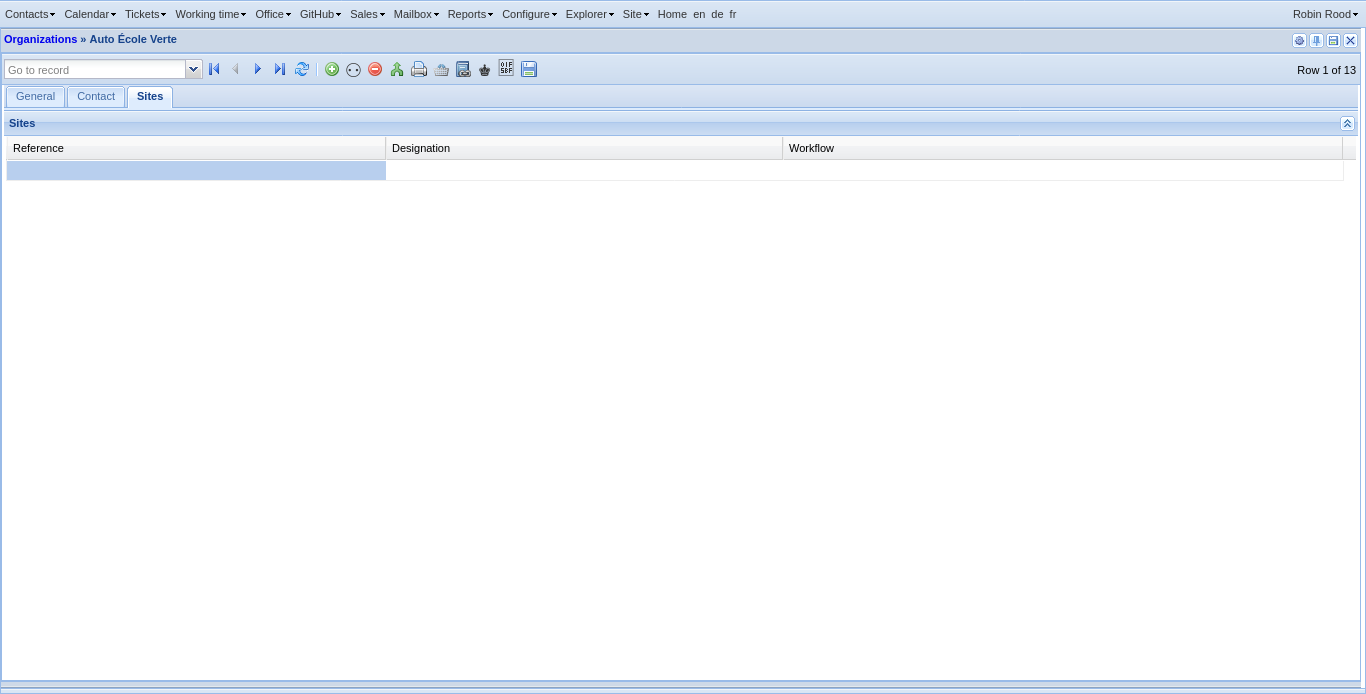 Contacts Calendar Tickets Working time Office GitHub Sales Mailbox Reports Configure Explorer Site Home en de fr Robin Rood
Organizations » Auto École Verte
Go to record Row 1 of 13
General Contact Sites
Sites
Reference Designation Workflow